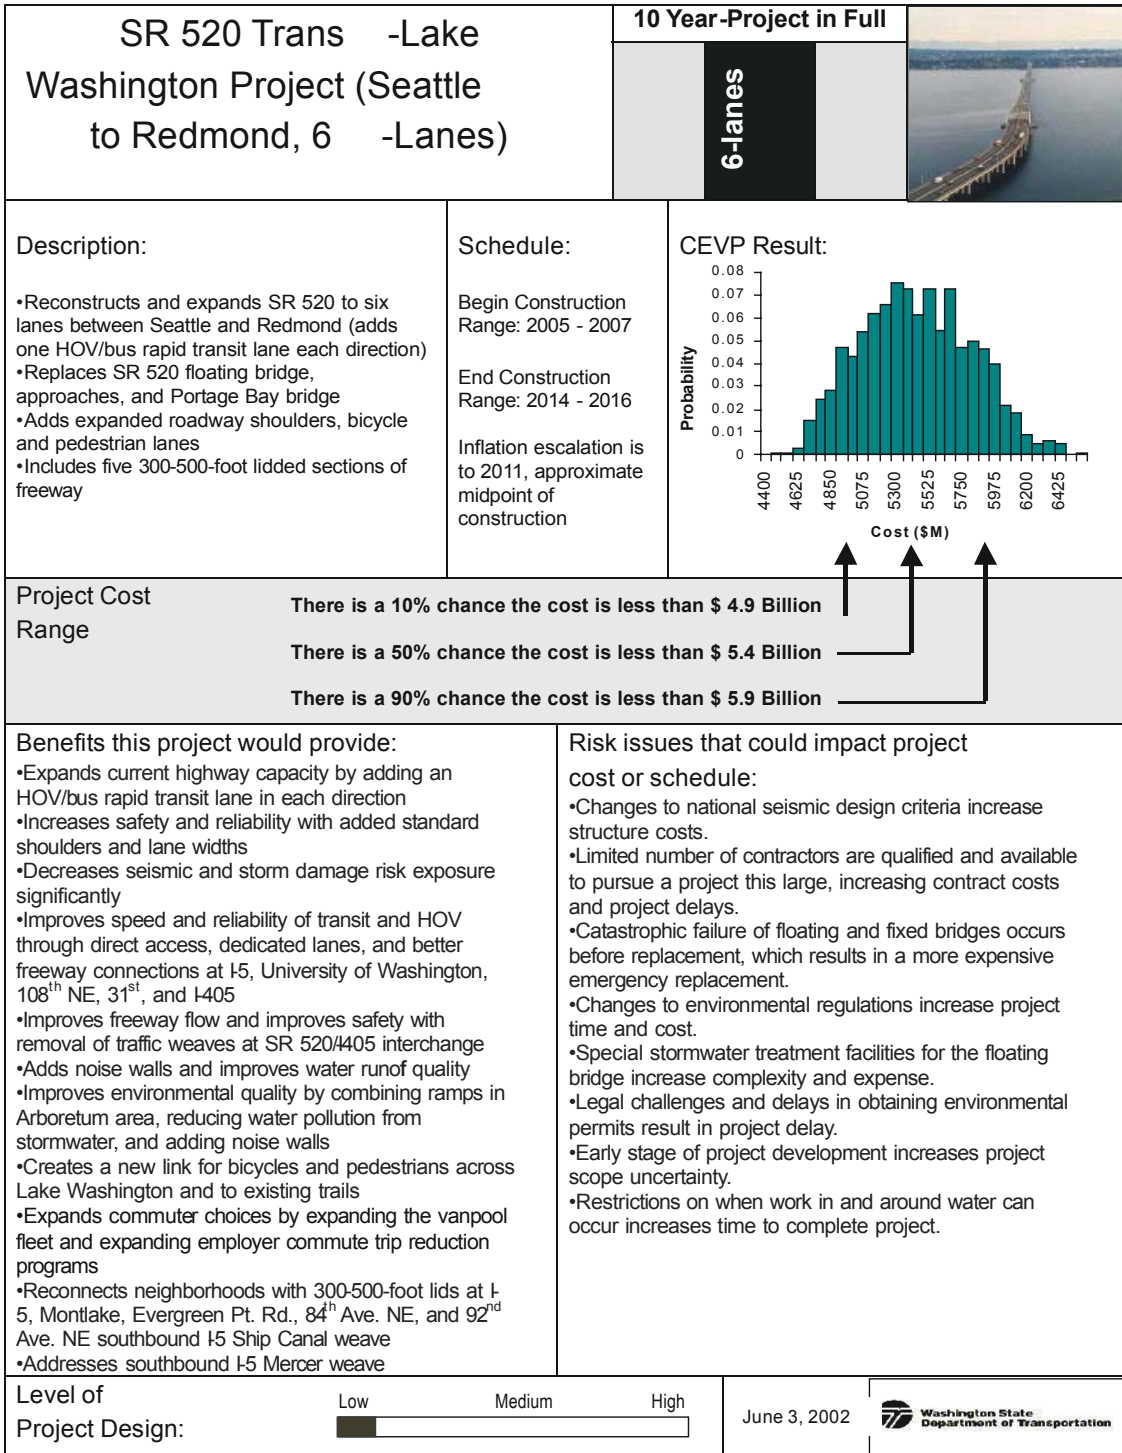 SR 520 Trans -Lake
Washington Project (Seattle
to Redmond, 6 -Lanes)
10 Year-Project in Full
6-lanes
Description:
•Reconstructs and expands SR 520 to six
lanes between Seattle and Redmond (adds
one HOV/bus rapid transit lane each direction)
•Replaces SR 520 floating bridge,
approaches, and Portage Bay bridge
•Adds expanded roadway shoulders, bicycle
and pedestrian lanes
•Includes five 300-500-foot lidded sections of
freeway
Schedule:
Begin Construction
Range: 2005 - 2007
End Construction
Range: 2014 - 2016
Inflation escalation is
to 2011, approximate
midpoint of
construction
CEVP Result:
Probability
0.08
0.07
0.06
0.05
0.04
0.03
0.02
0.01
0
4400
4625
4850
5075
5300
5525
5750
5975
6200
6425
Cost ($M)
Project Cost
Range
There is a 10% chance the cost is less than $ 4.9 Billion
There is a 50% chance the cost is less than $ 5.4 Billion
There is a 90% chance the cost is less than $ 5.9 Billion
Benefits this project would provide:
•Expands current highway capacity by adding an
HOV/bus rapid transit lane in each direction
•Increases safety and reliability with added standard
shoulders and lane widths
•Decreases seismic and storm damage risk exposure
significantly
•Improves speed and reliability of transit and HOV
through direct access, dedicated lanes, and better
freeway connections at I-5, University of Washington,
108th NE, 31st, and I-405
•Improves freeway flow and improves safety with
removal of traffic weaves at SR 520/I-405 interchange
•Adds noise walls and improves water runof quality
•Improves environmental quality by combining ramps in
Arboretum area, reducing water pollution from
stormwater, and adding noise walls
•Creates a new link for bicycles and pedestrians across
Lake Washington and to existing trails
•Expands commuter choices by expanding the vanpool
fleet and expanding employer commute trip reduction
programs
•Reconnects neighborhoods with 300-500-foot lids at I-
5, Montlake, Evergreen Pt. Rd., 84th Ave. NE, and 92nd
Ave. NE southbound I-5 Ship Canal weave
•Addresses southbound I-5 Mercer weave
Risk issues that could impact project
cost or schedule:
•Changes to national seismic design criteria increase
structure costs.
•Limited number of contractors are qualified and available
to pursue a project this large, increasing contract costs
and project delays.
•Catastrophic failure of floating and fixed bridges occurs
before replacement, which results in a more expensive
emergency replacement.
•Changes to environmental regulations increase project
time and cost.
•Special stormwater treatment facilities for the floating
bridge increase complexity and expense.
•Legal challenges and delays in obtaining environmental
permits result in project delay.
•Early stage of project development increases project
scope uncertainty.
•Restrictions on when work in and around water can
occur increases time to complete project.
Level of
Project Design:
Low Medium High
June 3, 2002
Washington State
Department of Transportation